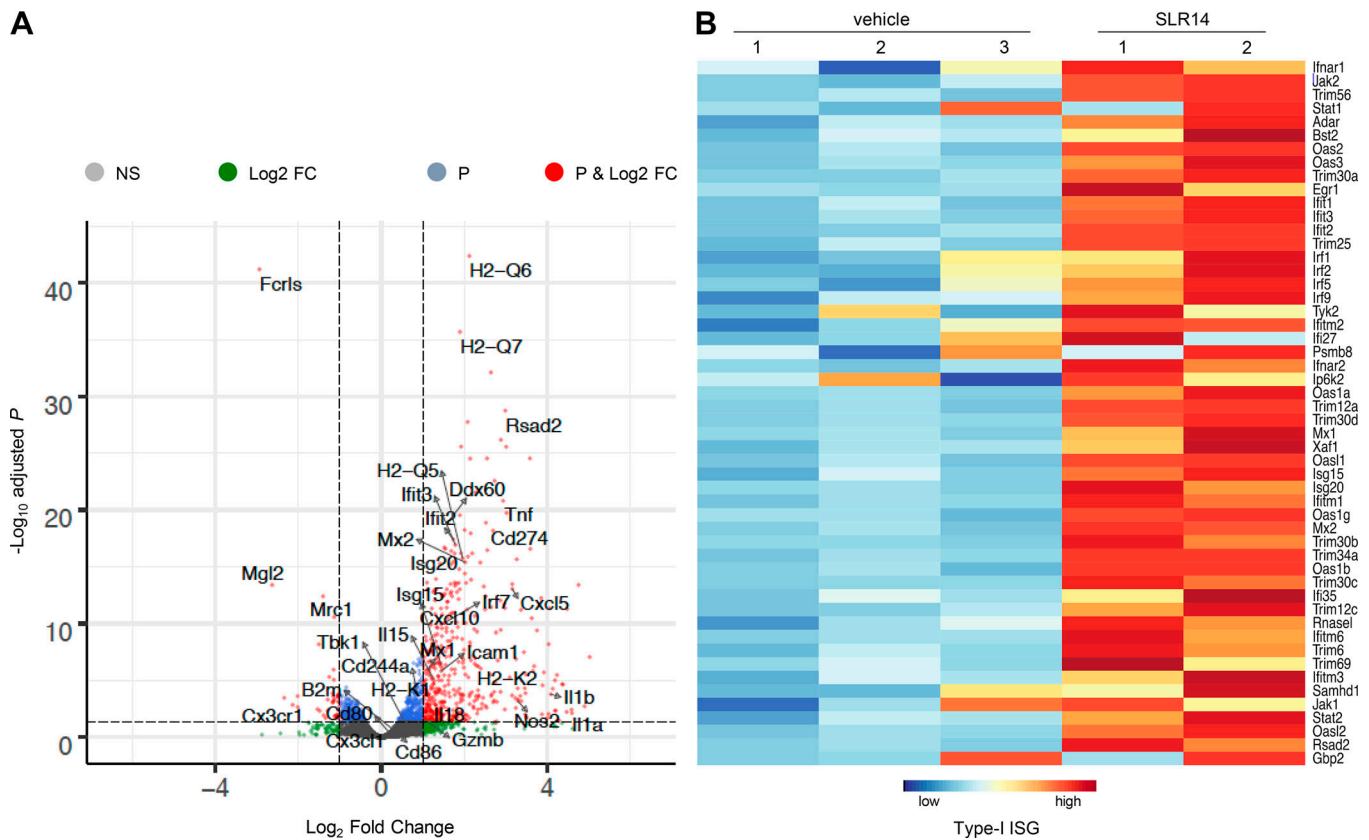 A
NS
Log2 FC
P
P & Log2 FC
H2-Q6
Fcrls
40
H2-Q7
30
Rsad2
H2-Q5
Ddx60
Ifit3
Tnf
Ifit2
20
Mx2
Cd274
Isg20
Mgl2
Isg15
Irf7
Cxcl5
Mrc1
Cxcl10
10
Tbk1
Il15
Mx1
Icam1
Cd244a
H2-K2
B2m
H2-K1
Il1b
Cd80
Il18
Nos2
Il1a
Cx3cr1
0
Cx3cl1
Cd86
Gzmb
-Log10 adjusted P
−4
0
4
Log2 Fold Change
B
vehicle
SLR14
1
2
3
1
2
Ifnar1
Jak2
Trim56
Stat1
Adar
Bst2
Oas2
Oas3
Trim30a
Egr1
Ifit1
Ifit3
Ifit2
Trim25
Irf1
Irf2
Irf5
Irf9
Tyk2
Ifitm2
Ifi27
Psmb8
Ifnar2
Ip6k2
Oas1a
Trim12a
Trim30d
Mx1
Xaf1
Oasl1
Isg15
Isg20
Ifitm1
Oas1g
Mx2
Trim30b
Trim34a
Oas1b
Trim30c
Ifi35
Trim12c
Rnasel
Ifitm6
Trim6
Trim69
Ifitm3
Samhd1
Jak1
Stat2
Oasl2
Rsad2
Gbp2
low
high
Type-I ISG